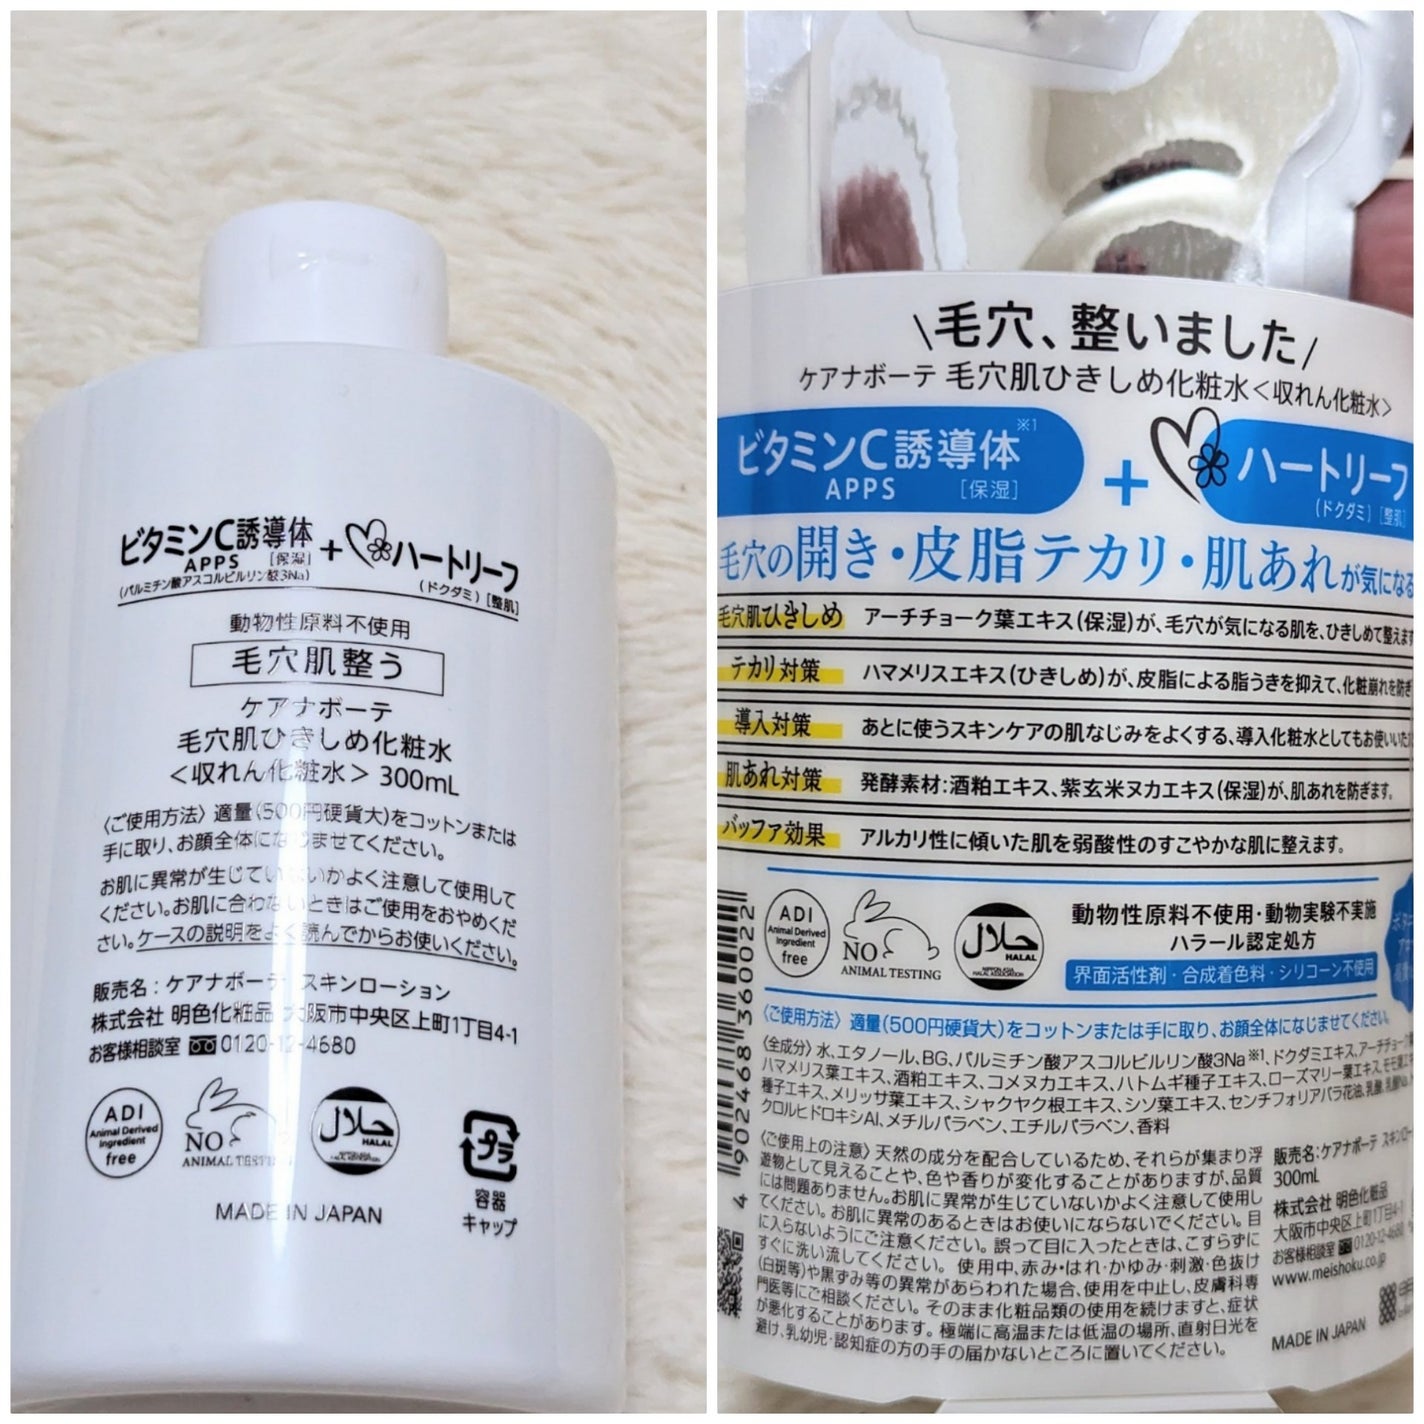 ビタミンC誘導体
APPS [保湿]
(パルミチン酸アスコルビルリン酸3Na)
+
ハートリーフ
(ドクダミ) [整肌]
動物性原料不使用
毛穴肌整う
ケアナボーテ
毛穴肌ひきしめ化粧水
<収れん化粧水> 300mL
〈ご使用方法〉適量(500円硬貨大)をコットンまたは
手に取り、お顔全体になじませてください。
お肌に異常が生じていないかよく注意して使用して
ください。お肌に合わないときはご使用をおやめくだ
さい。ケースの説明をよく読んでからお使いください。
販売名:ケアナボーテ スキンローション
株式会社 明色化粧品 大阪市中央区上町1丁目4-1
お客様相談室 0120-12-4680
ADI
Animal Derived
Ingredient
free
NO
ANIMAL TESTING
حلال
HALAL
プラ
容器
キャップ
MADE IN JAPAN
\毛穴、整いました/
ケアナボーテ 毛穴肌ひきしめ化粧水<収れん化粧水>
ビタミンC誘導体※1
APPS [保湿]
+
ハートリーフ
(ドクダミ) [整肌]
毛穴の開き・皮脂テカリ・肌あれが気になる
毛穴肌ひきしめ アーチチョーク葉エキス(保湿)が、毛穴が気になる肌を、ひきしめて整えます
テカリ対策 ハマメリスエキス(ひきしめ)が、皮脂による脂うきを抑えて、化粧崩れを防ぎ
導入対策 あとに使うスキンケアの肌なじみをよくする、導入化粧水としてもお使いいただ
肌あれ対策 発酵素材:酒粕エキス、紫玄米ヌカエキス(保湿)が、肌あれを防ぎます。
バッファ効果 アルカリ性に傾いた肌を弱酸性のすこやかな肌に整えます。
ADI
Animal Derived
Ingredient
free
NO
ANIMAL TESTING
حلال
HALAL
動物性原料不使用・動物実験不実施
ハラール認定処方
界面活性剤・合成着色料・シリコーン不使用
〈ご使用方法〉適量(500円硬貨大)をコットンまたは手に取り、お顔全体になじませてください。
〈全成分〉水、エタノール、BG、パルミチン酸アスコルビルリン酸3Na※1、ドクダミエキス、アーチチョーク
ハマメリス葉エキス、酒粕エキス、コメヌカエキス、ハトムギ種子エキス、ローズマリー葉エキス、モモ葉エキ
種子エキス、メリッサ葉エキス、シャクヤク根エキス、シソ葉エキス、センチフォリアバラ花油、乳酸、乳酸Na、
クロルヒドロキシAl、メチルパラベン、エチルパラベン、香料
〈ご使用上の注意〉天然の成分を配合しているため、それらが集まり浮
遊物として見えることや、色や香りが変化することがありますが、品質
には問題ありません。お肌に異常が生じていないかよく注意して使用し
てください。お肌に異常のあるときはお使いにならないでください。目
に入らないようにご注意ください。誤って目に入ったときは、こすらずに
すぐに洗い流してください。使用中、赤み・はれ・かゆみ・刺激・色抜け
(白斑等)や黒ずみ等の異常があらわれた場合、使用を中止し、皮膚科専
門医等にご相談ください。そのまま化粧品類の使用を続けますと、症状
が悪化することがあります。極端に高温または低温の場所、直射日光を
避け、乳幼児・認知症の方の手の届かないところに置いてください。
販売名:ケアナボーテ スキンロー
300mL
株式会社 明色化粧品
大阪市中央区上町1丁目4-1
お客様相談室 0120-12-4680
www.meishoku.co.jp
MADE IN JAPAN
4 902468 360022